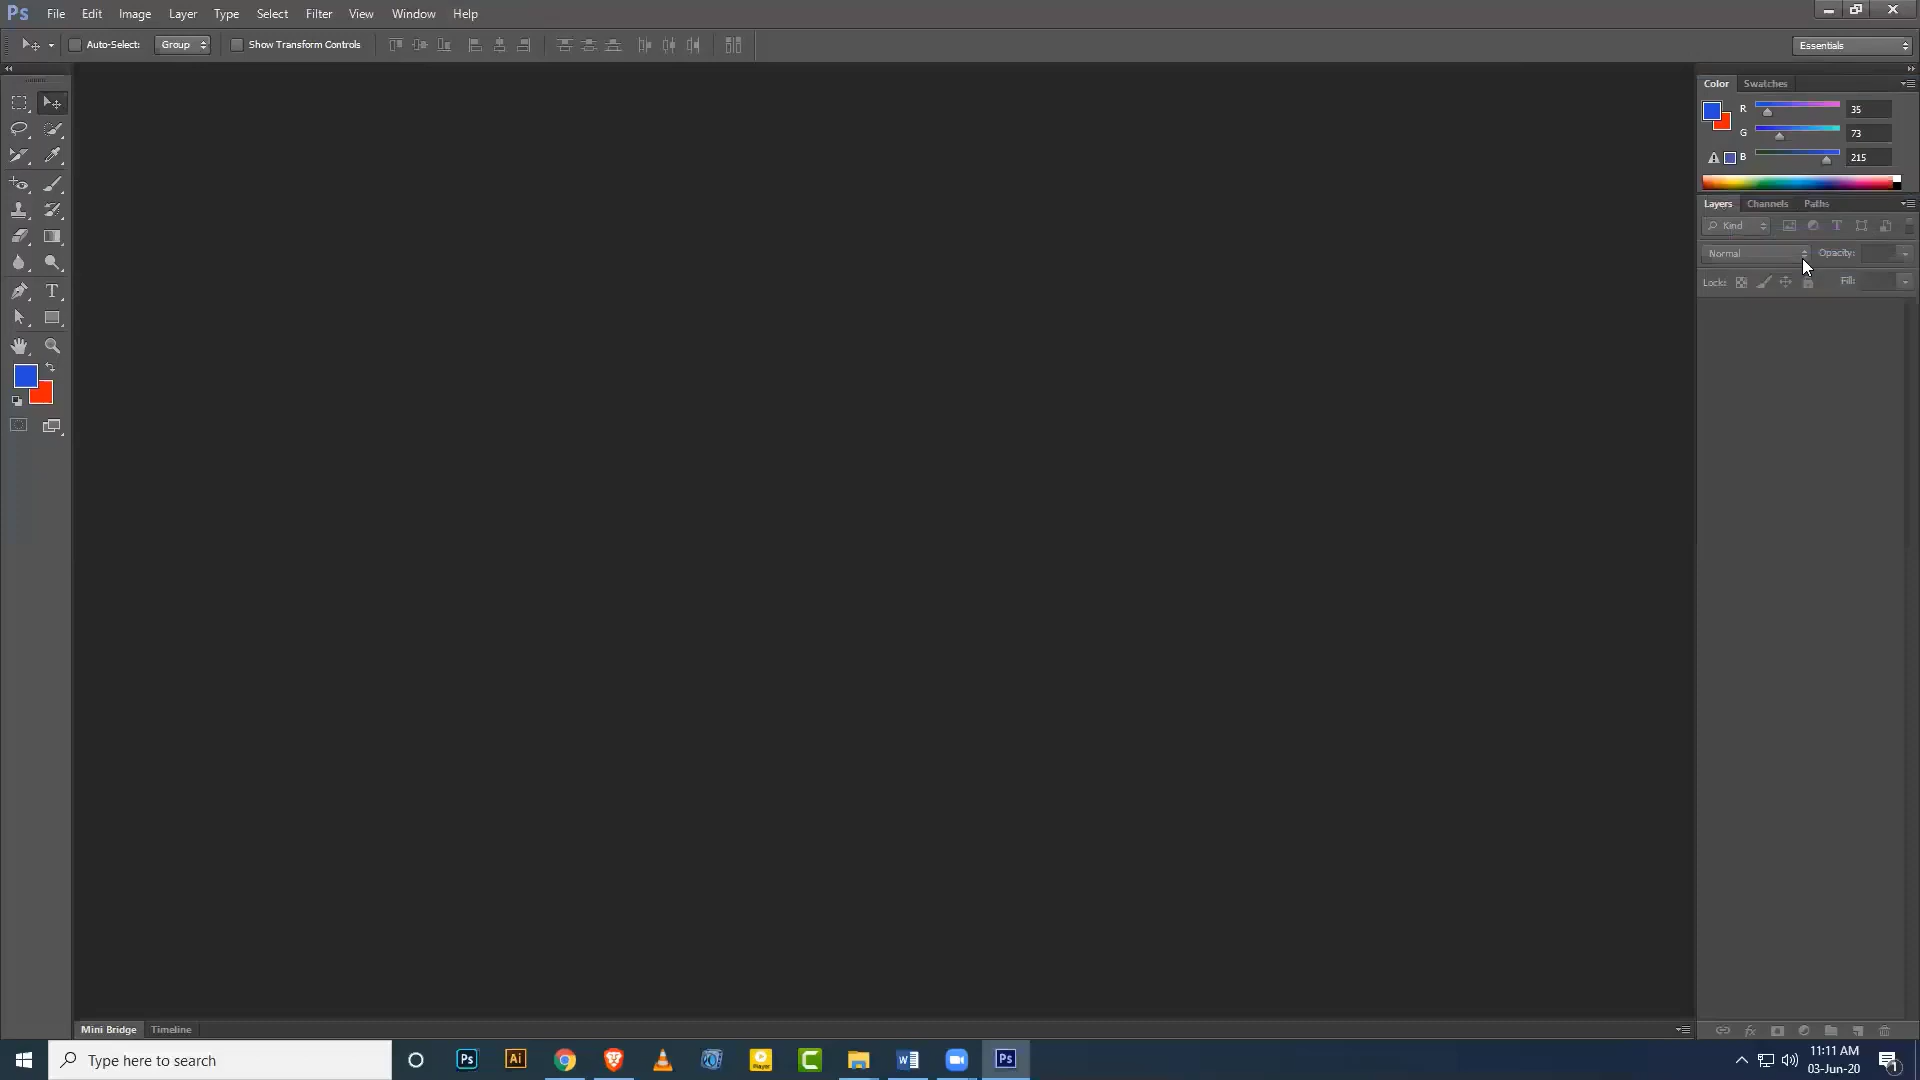 Ps File Edit Image Layer Type Select Filter View Window Help
Auto-Select: Group Show Transform Controls Essentials
Color Swatches
R 35
G 73
B 215
Layers Channels Paths
Kind T
Normal Opacity:
Lock: Fill:
T
Mini Bridge Timeline
Type here to search
Ps Ai Player C W Ps
11:11 AM
03-Jun-20
1